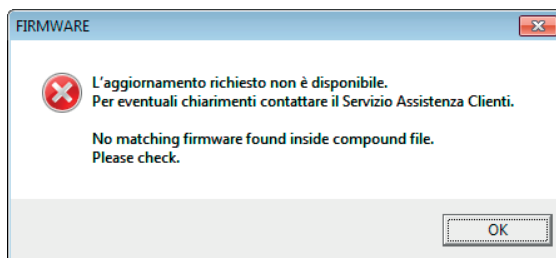 FIRMWARE
L'aggiornamento richiesto non è disponibile.
Per eventuali chiarimenti contattare il Servizio Assistenza Clienti.
No matching firmware found inside compound file.
Please check.
OK